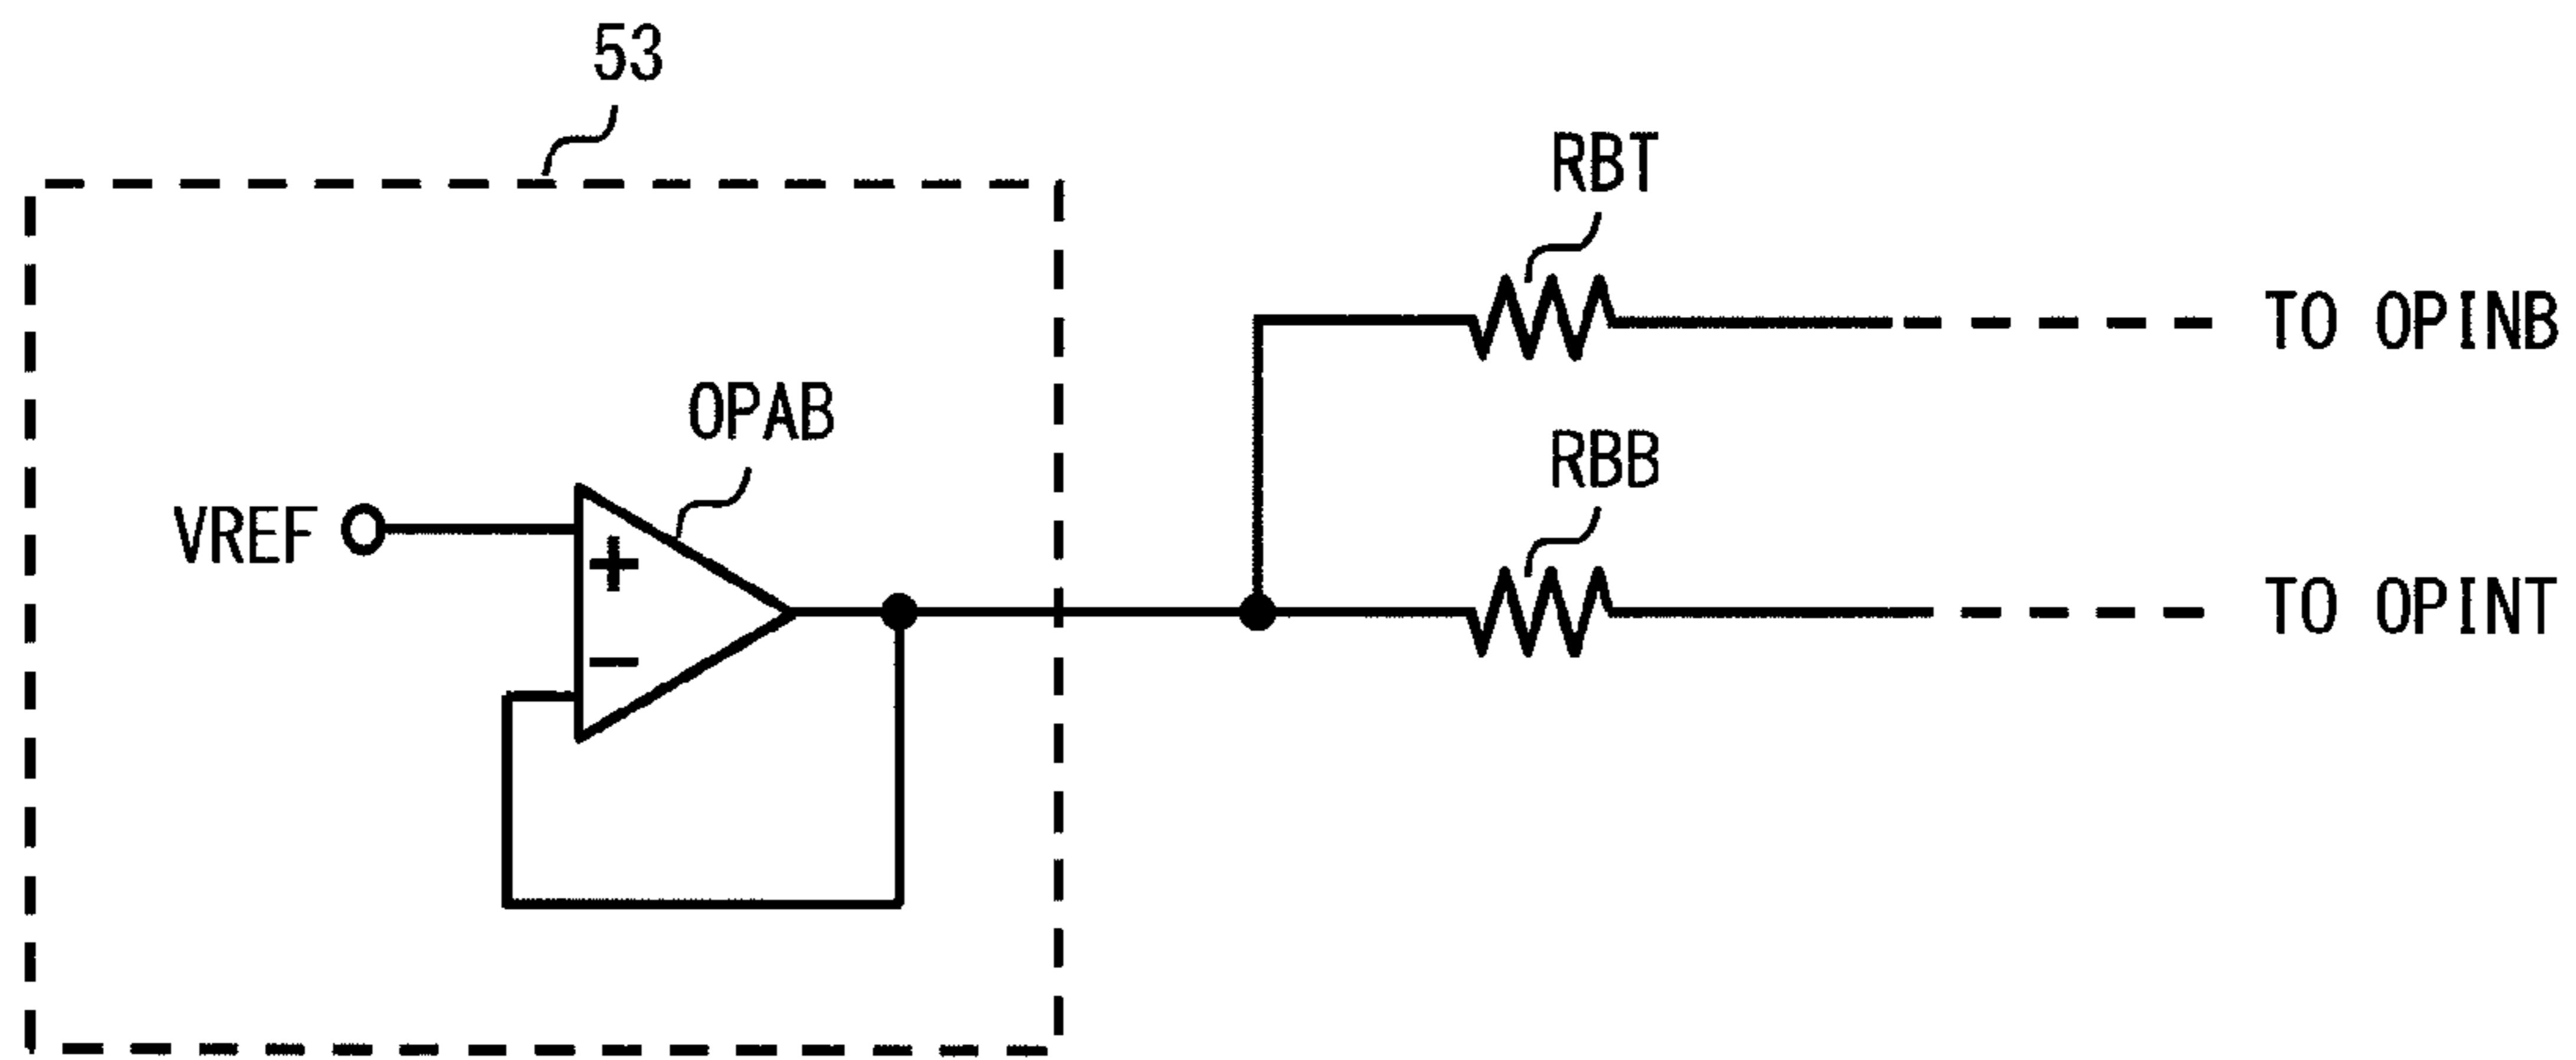 53
RBT
TO OPINB
OPAB
RBB
VREF
+
TO OPINT
−